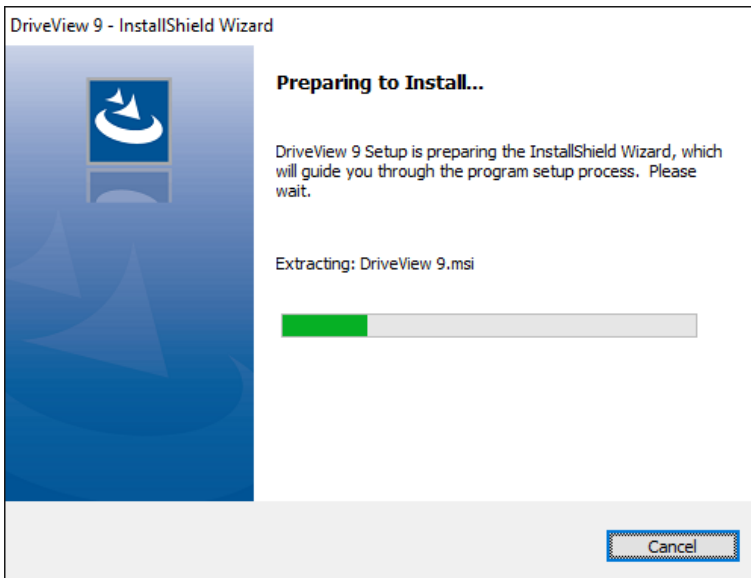 DriveView 9 - InstallShield Wizard
Preparing to Install...
DriveView 9 Setup is preparing the InstallShield Wizard, which
will guide you through the program setup process.  Please
wait.
Extracting: DriveView 9.msi
Cancel